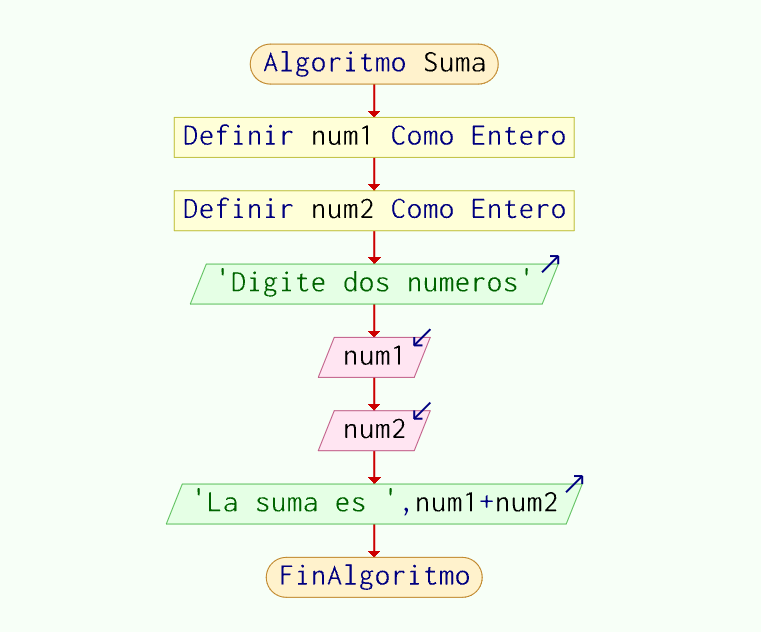 Algoritmo Suma
Definir num1 Como Entero
Definir num2 Como Entero
'Digite dos numeros'
num1
num2
'La suma es ',num1+num2
FinAlgoritmo